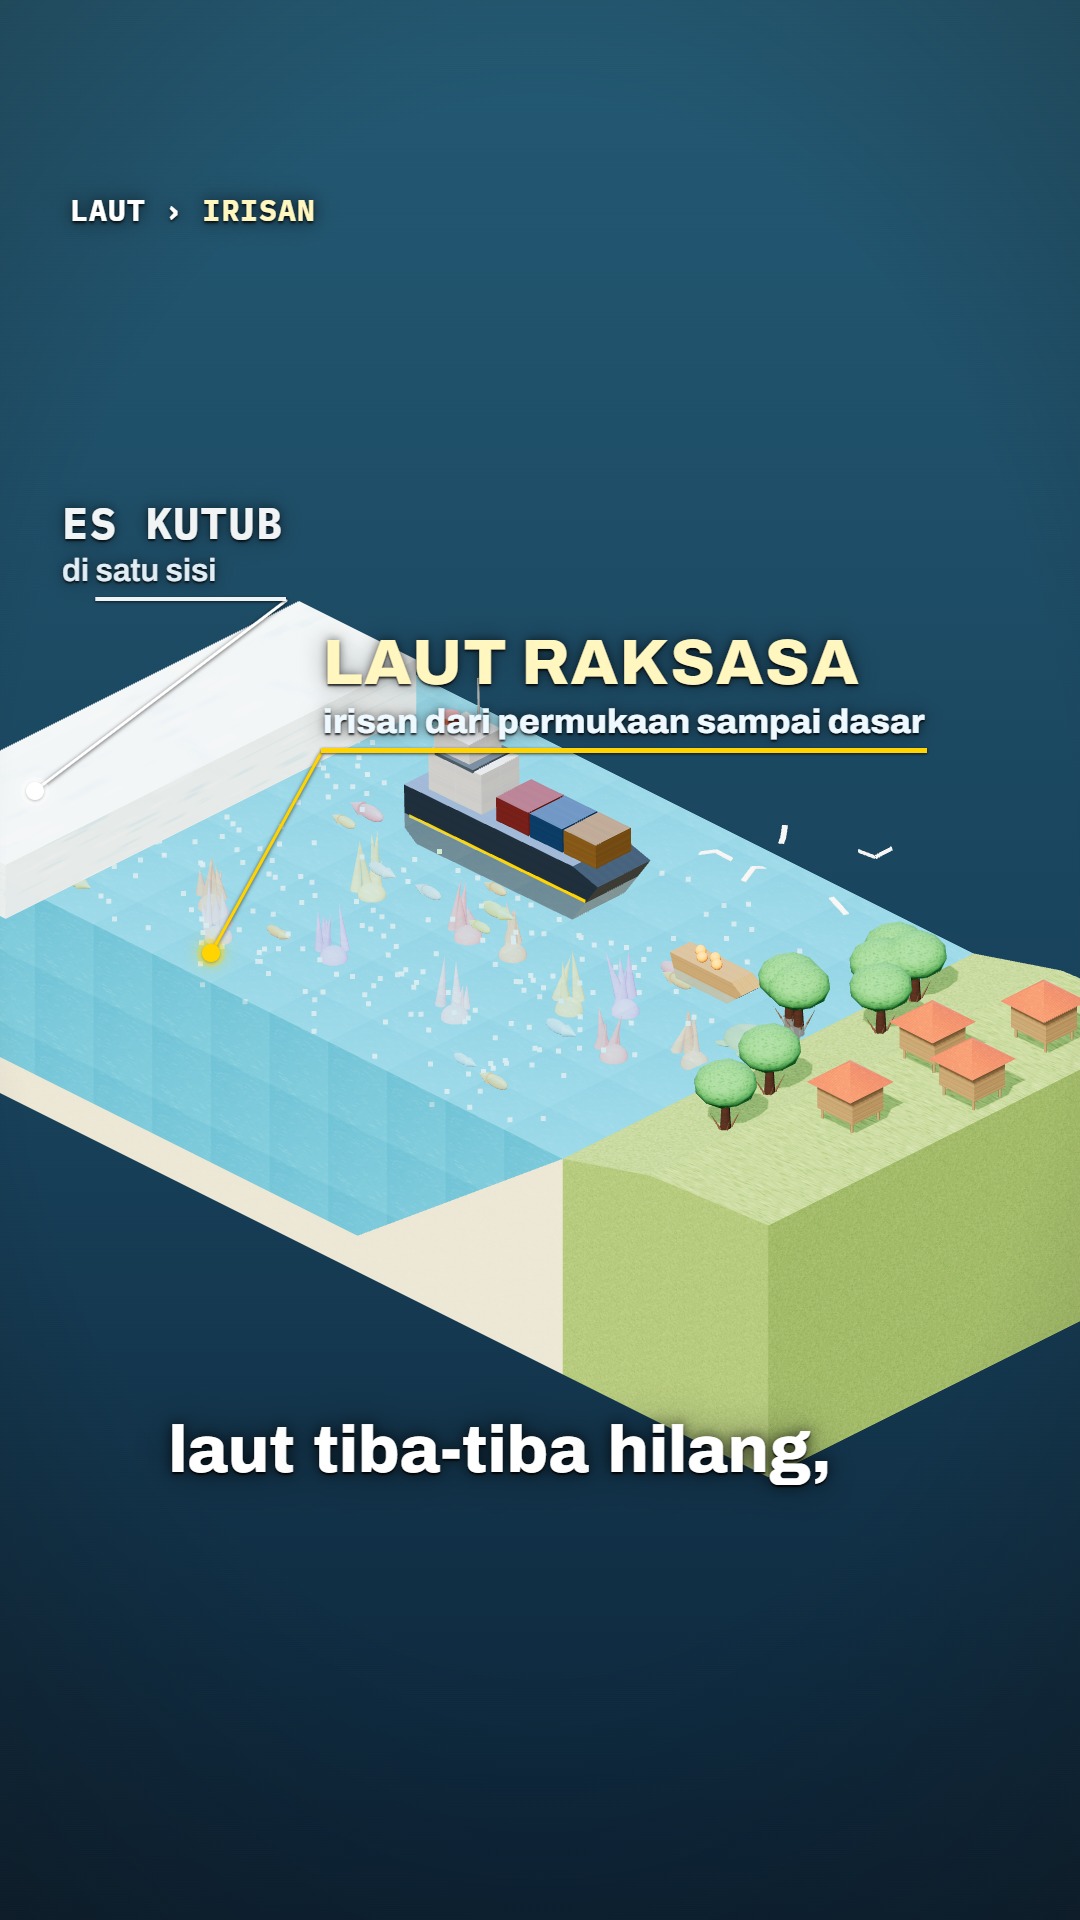 LAUT › IRISAN
ES KUTUB
di satu sisi
LAUT RAKSASA
irisan dari permukaan sampai dasar
laut tiba-tiba hilang,